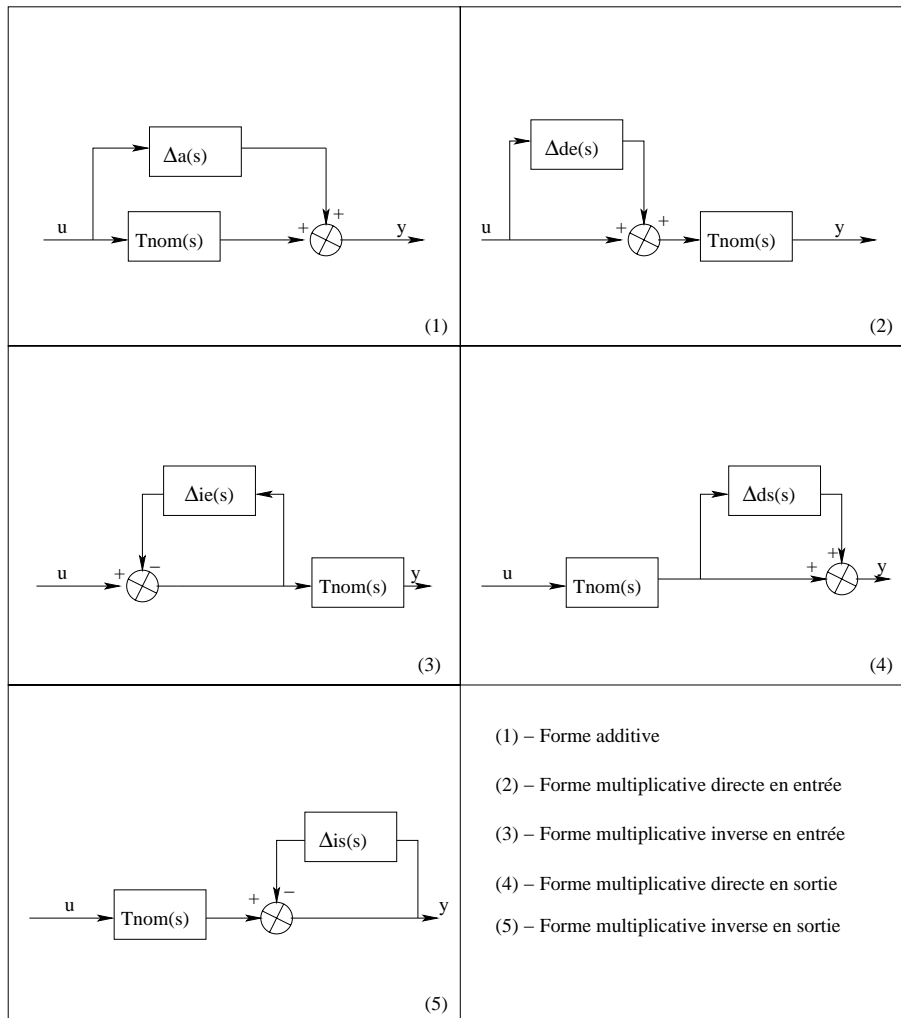 Δa(s)
+
u
Tnom(s)
+
y
(1)
Δde(s)
u
+
+
Tnom(s)
y
(2)
Δie(s)
u
+
−
Tnom(s)
y
(3)
Δds(s)
u
Tnom(s)
+
+
y
(4)
Δis(s)
u
Tnom(s)
+
−
y
(5)
(1) − Forme additive
(2) − Forme multiplicative directe en entrée
(3) − Forme multiplicative inverse en entrée
(4) − Forme multiplicative directe en sortie
(5) − Forme multiplicative inverse en sortie